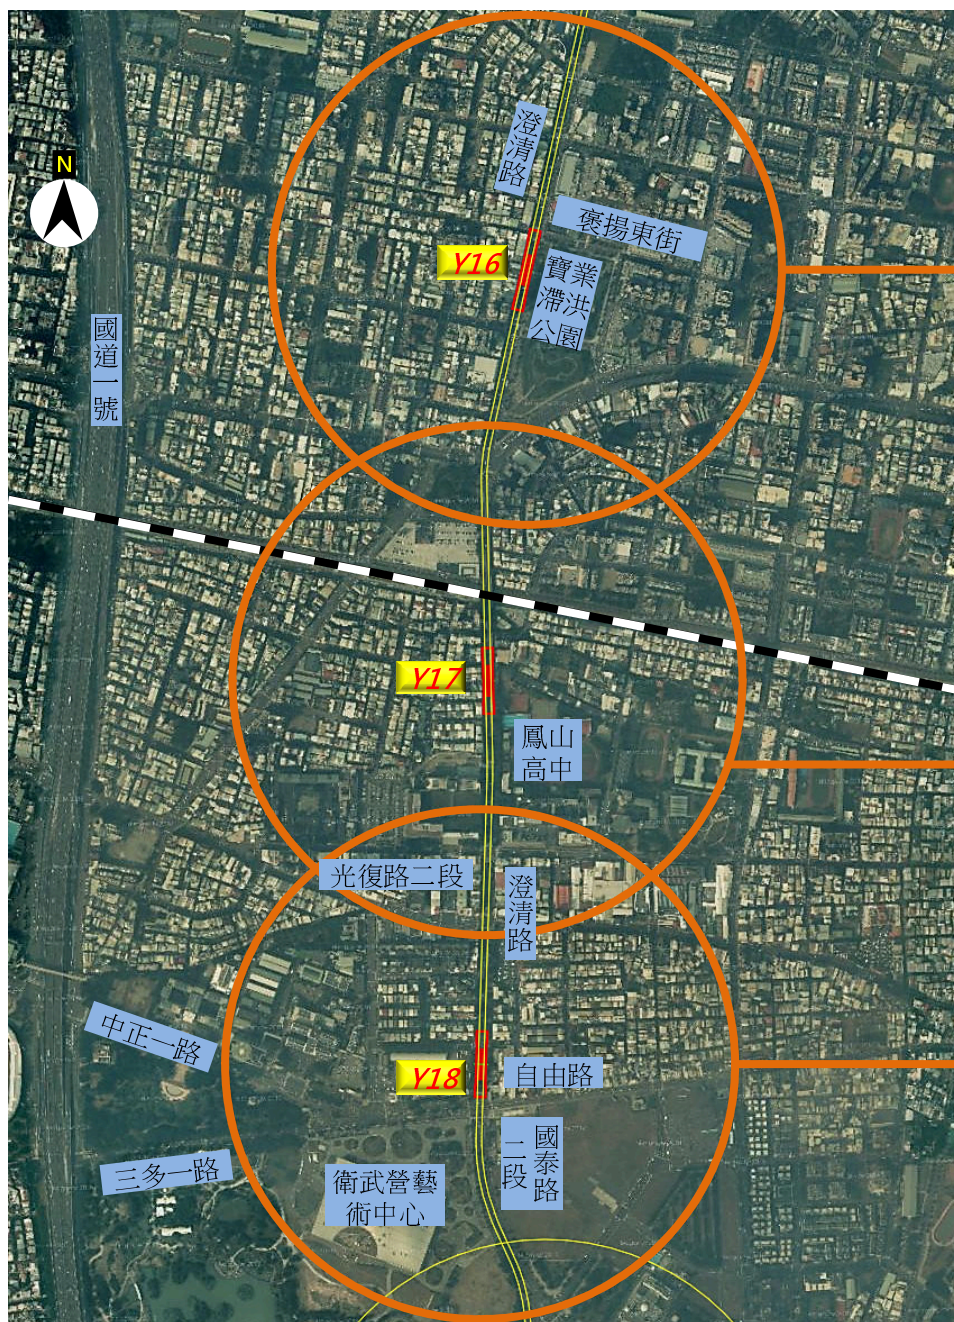 澄清路
N
褒揚東街
Y16
寶業
滯洪
公園
國道一號
Y17
鳳山
高中
光復路二段
澄清路
中正一路
Y18
自由路
國泰路
二段
三多一路
衛武營藝
術中心